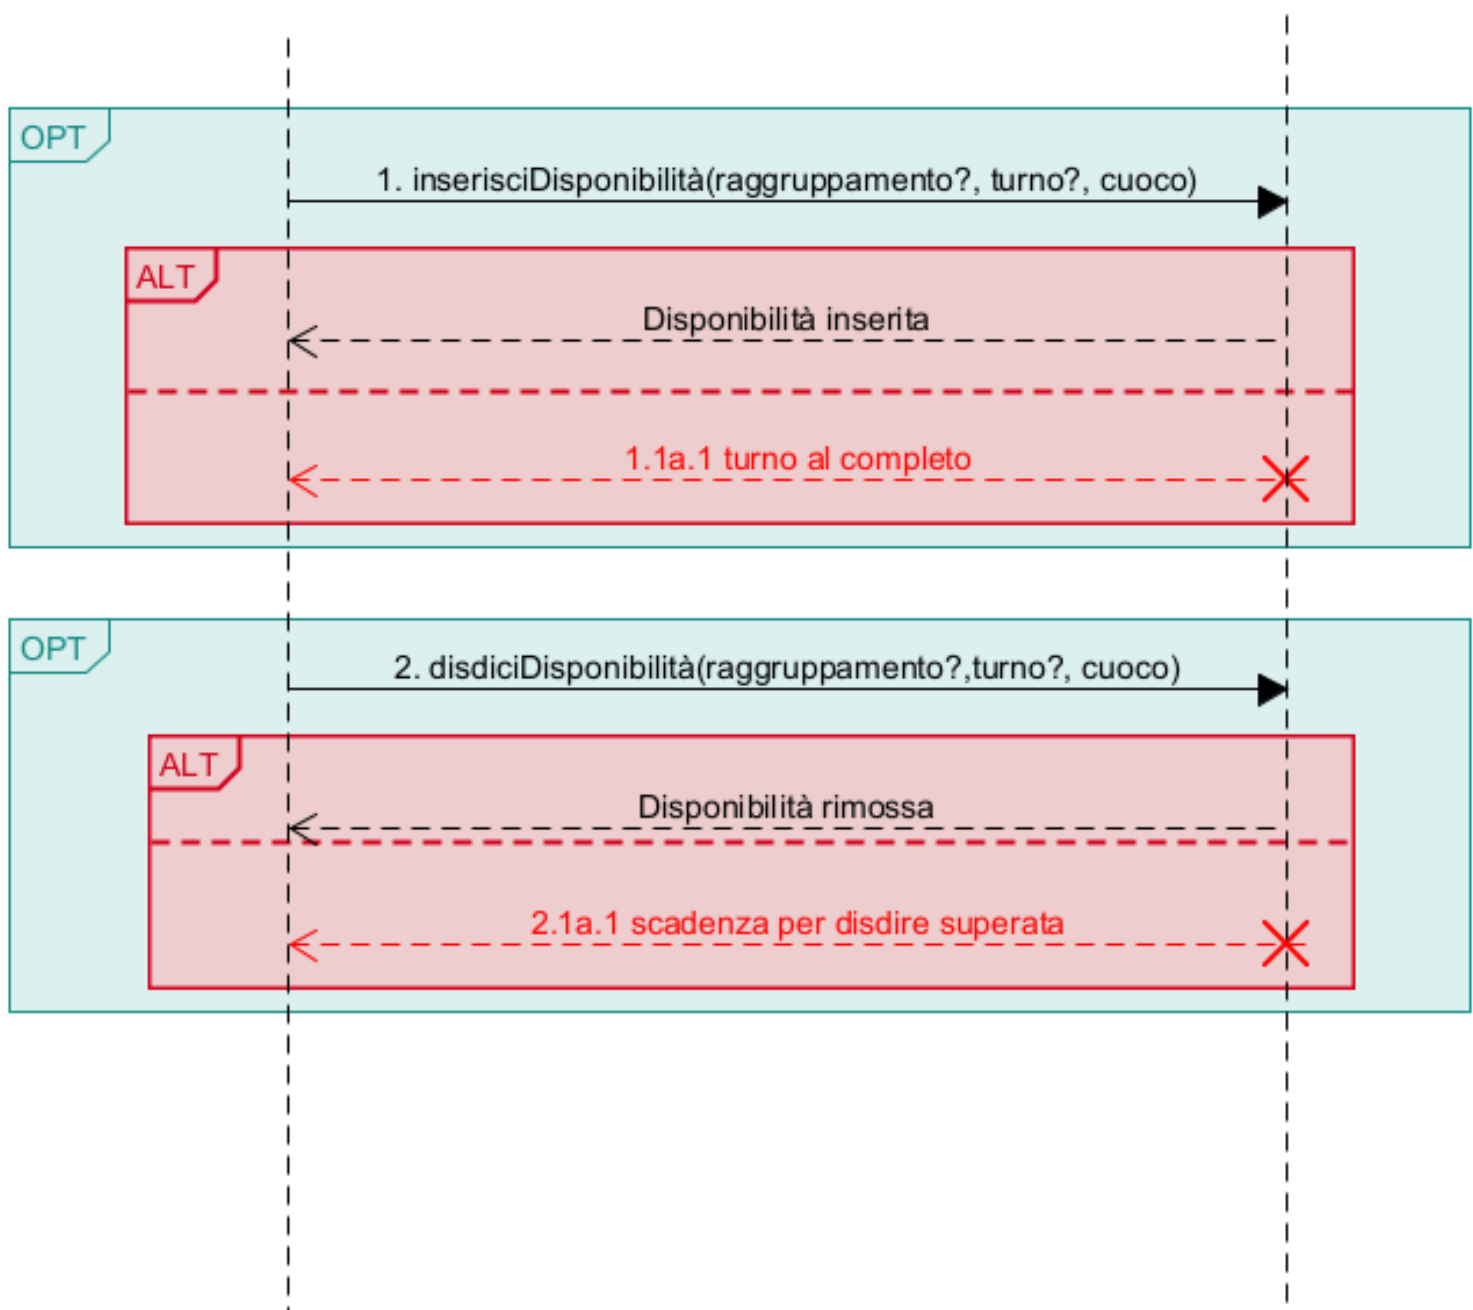 OPT
1. inserisciDisponibilità(raggruppamento?, turno?, cuoco)
ALT
Disponibilità inserita
1.1a.1 turno al completo
OPT
2. disdiciDisponibilità(raggruppamento?,turno?, cuoco)
ALT
Disponibilità rimossa
2.1a.1 scadenza per disdire superata